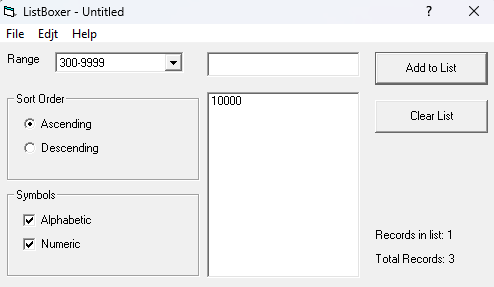 ListBoxer - Untitled
File Edjt Help
Range 300-9999 Add to List
Sort Order 10000
Ascending Clear List
Descending
Symbols
Alphabetic
Numeric
Records in list: 1
Total Records: 3